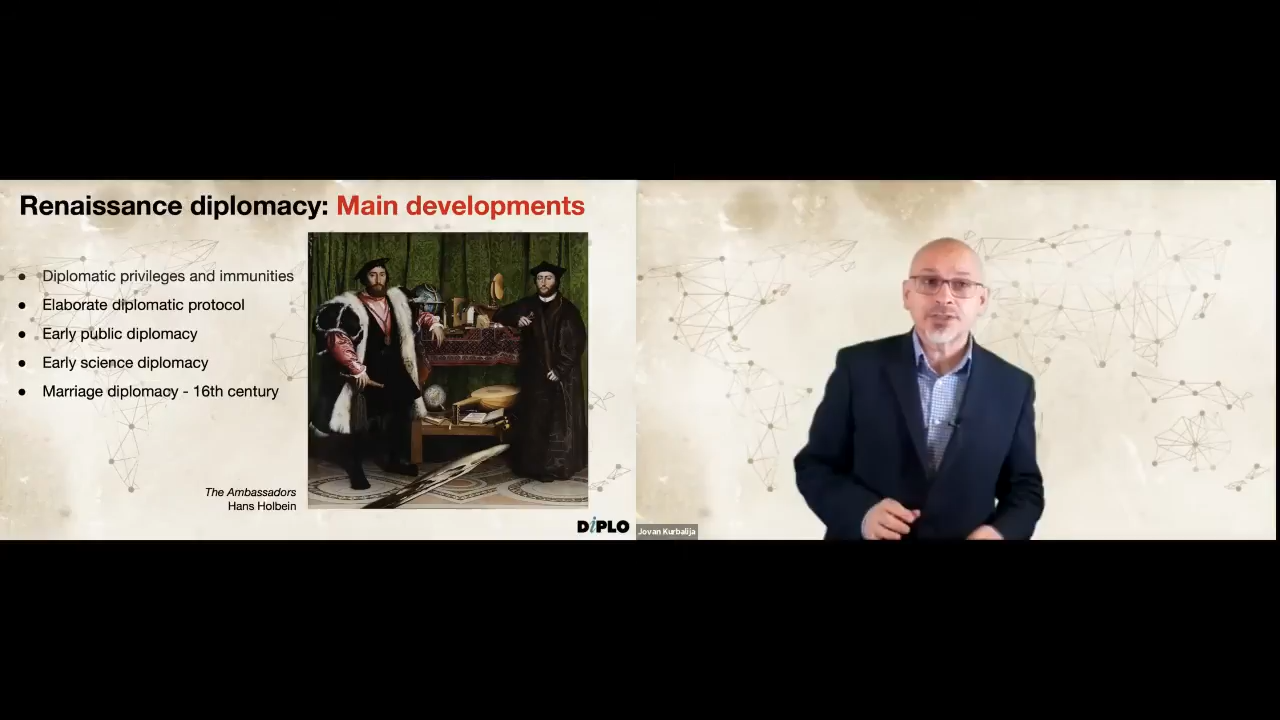 Renaissance diplomacy: Main developments
● Diplomatic privileges and immunities
● Elaborate diplomatic protocol
● Early public diplomacy
● Early science diplomacy
● Marriage diplomacy - 16th century
The Ambassadors
Hans Holbein
DiPLO
Jovan Kurbalija